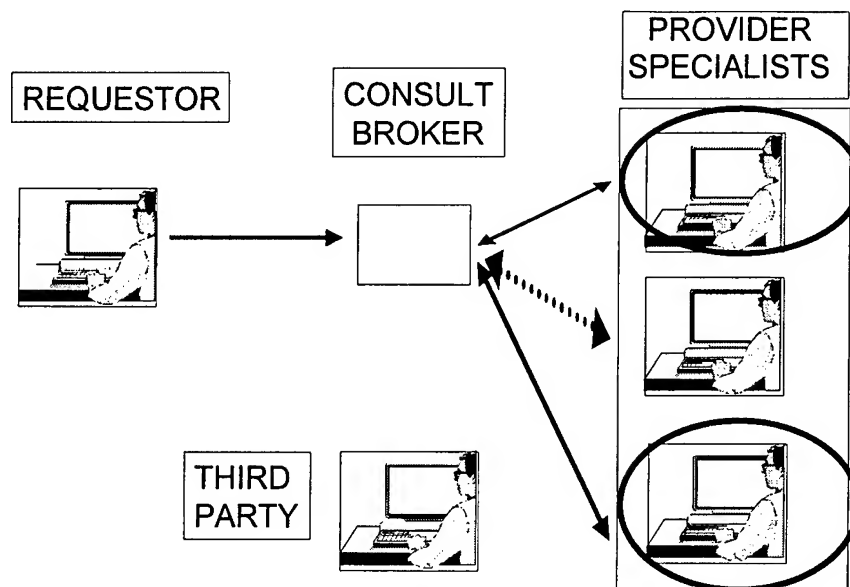 REQUESTOR
CONSULT
BROKER
PROVIDER
SPECIALISTS
THIRD
PARTY